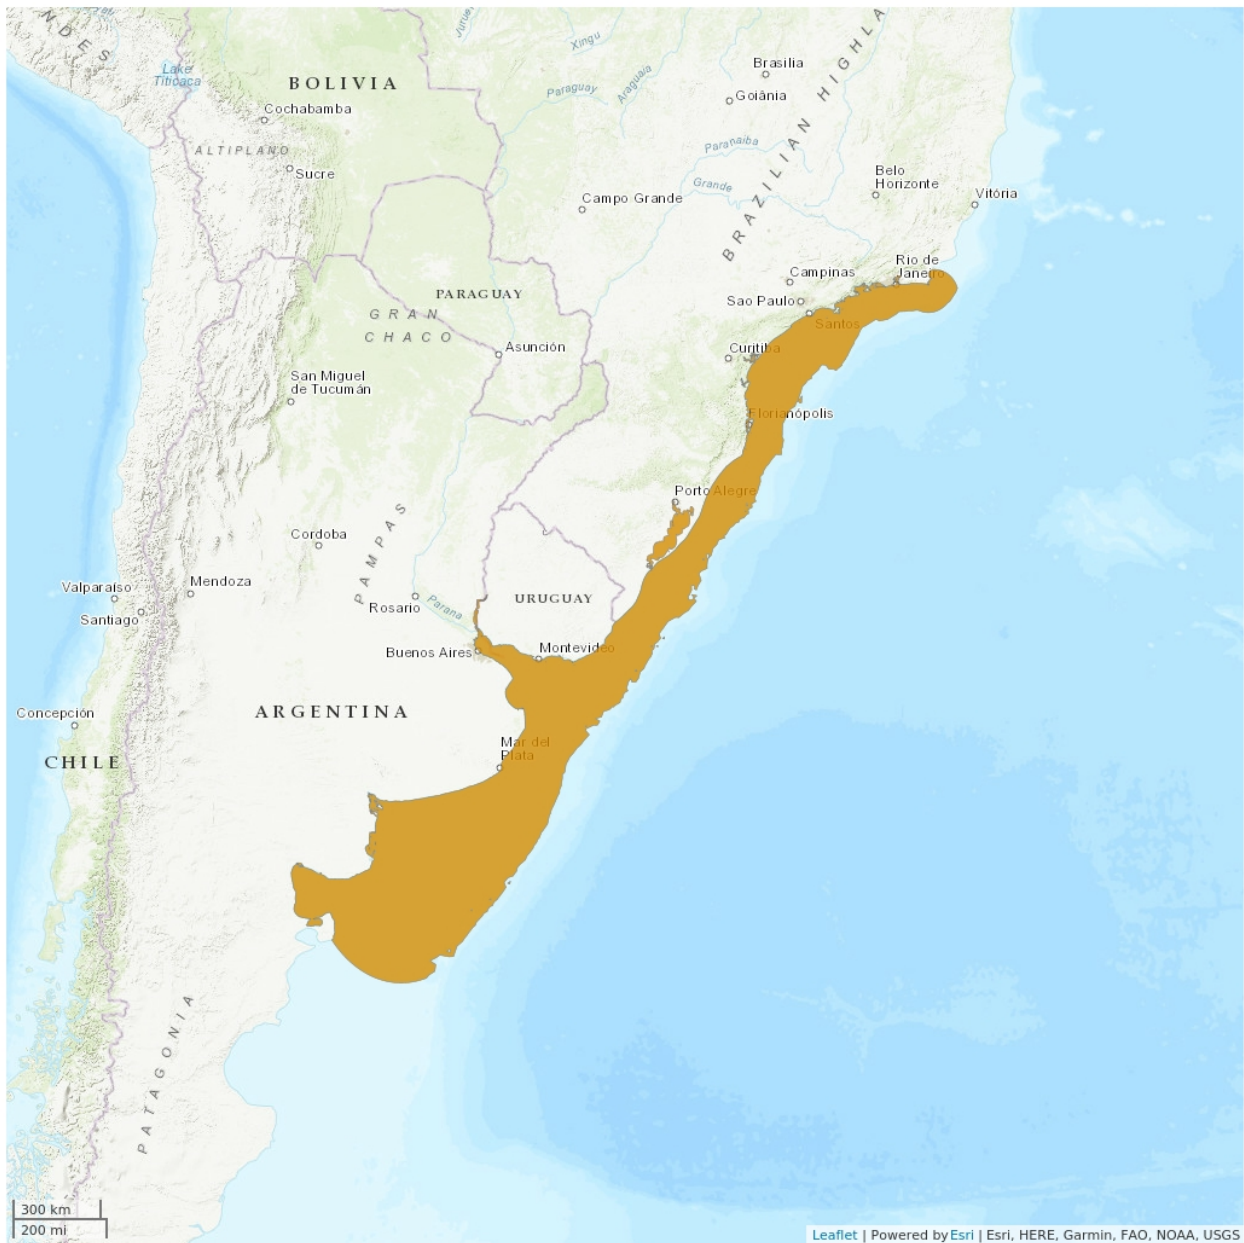 NDES
Lake
Titicaca
BOLIVIA
Cochabamba
ALTIPLANO
Sucre
Xingu
Paraguay
Araguaia
Brasilia
Goiânia
BRAZILIAN HIGHLA
Paranaiba
Grande
Belo
Horizonte
Campo Grande
Vitória
Rio de
Janeiro
Campinas
Sao Paulo
Santos
PARAGUAY
GRAN
CHACO
Asunción
Curitiba
San Miguel
de Tucumán
Florianópolis
Porto Alegre
PAMPAS
Cordoba
Mendoza
Valparaíso
Santiago
Rosario
Parana
URUGUAY
Buenos Aires
Montevideo
Concepción
ARGENTINA
CHILE
Mar del
Plata
PATAGONIA
300 km
200 mi
Leaflet | Powered by Esri | Esri, HERE, Garmin, FAO, NOAA, USGS